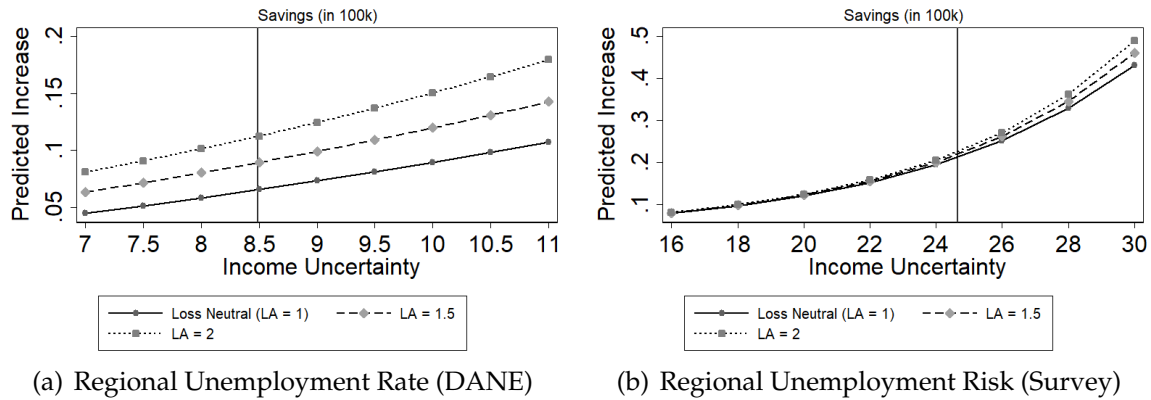 Savings (in 100k)
Predicted Increase
.2
.15
.1
.05
7 7.5 8 8.5 9 9.5 10 10.5 11
Income Uncertainty
Loss Neutral (LA = 1) LA = 1.5
LA = 2
(a) Regional Unemployment Rate (DANE)
Savings (in 100k)
Predicted Increase
.5
.4
.3
.2
.1
16 18 20 22 24 26 28 30
Income Uncertainty
Loss Neutral (LA = 1) LA = 1.5
LA = 2
(b) Regional Unemployment Risk (Survey)